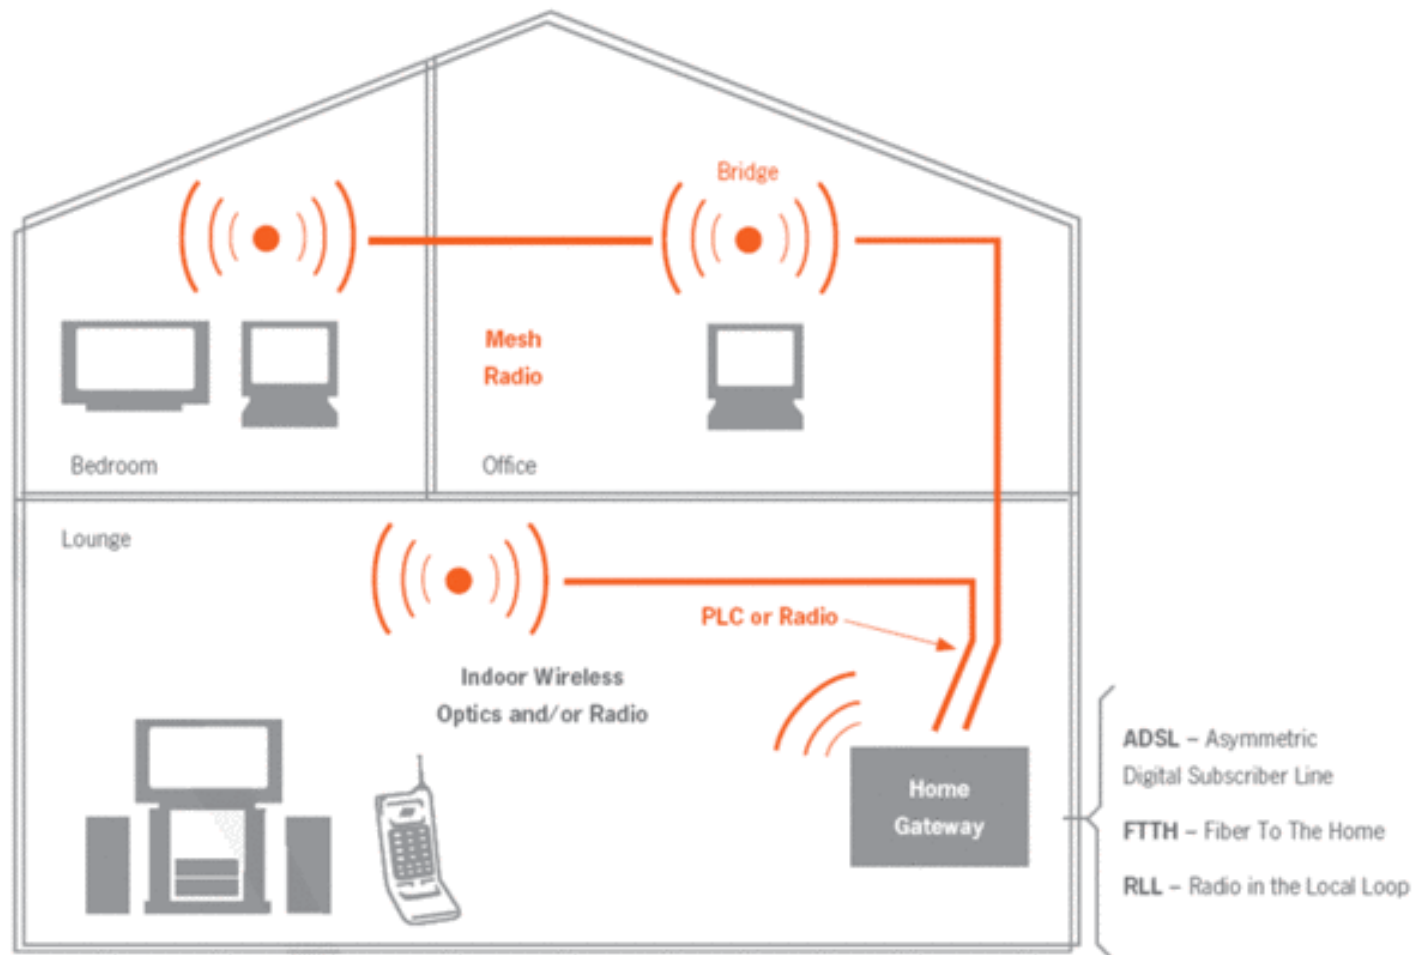 Bridge
Mesh
Radio
Bedroom
Office
Lounge
PLC or Radio
Indoor Wireless
Optics and/or Radio
Home
Gateway
ADSL – Asymmetric
Digital Subscriber Line
FTTH – Fiber To The Home
RLL – Radio in the Local Loop